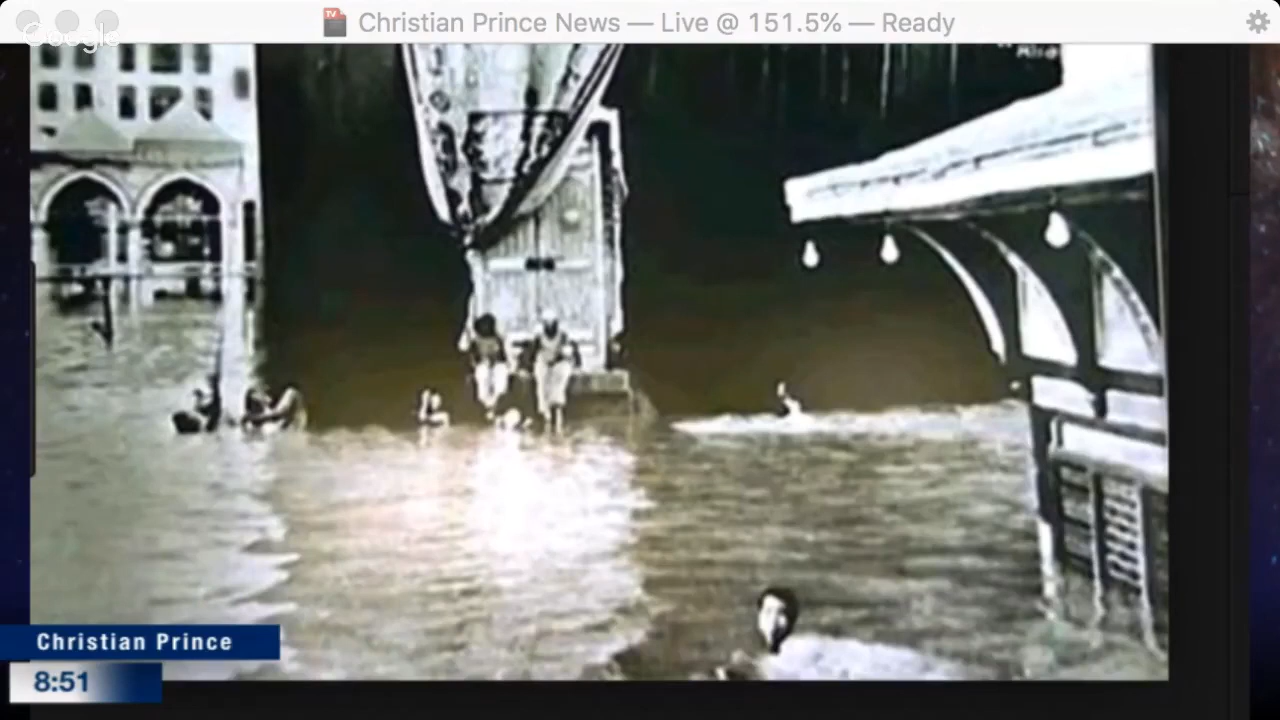 Christian Prince News — Live @ 151.5% — Ready
Google
Christian Prince
8:51